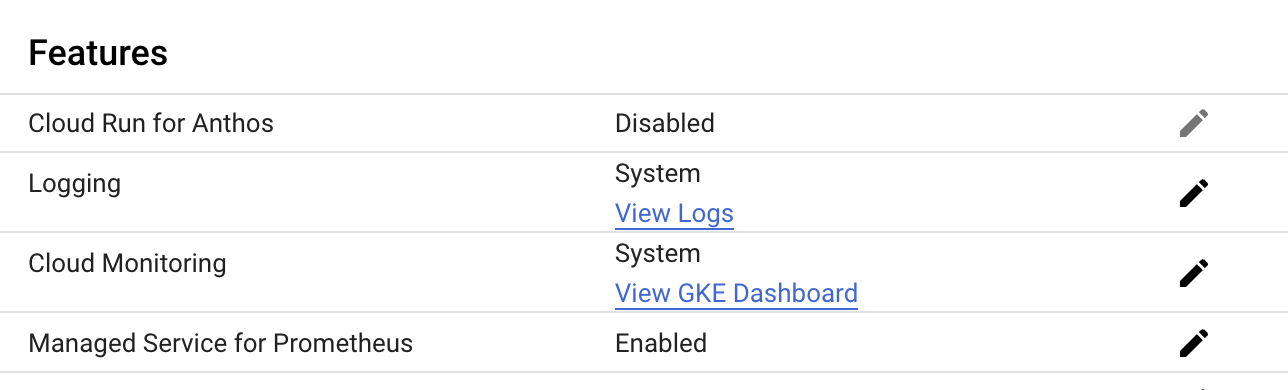 Features
Cloud Run for Anthos Disabled
Logging System
View Logs
Cloud Monitoring System
View GKE Dashboard
Managed Service for Prometheus Enabled